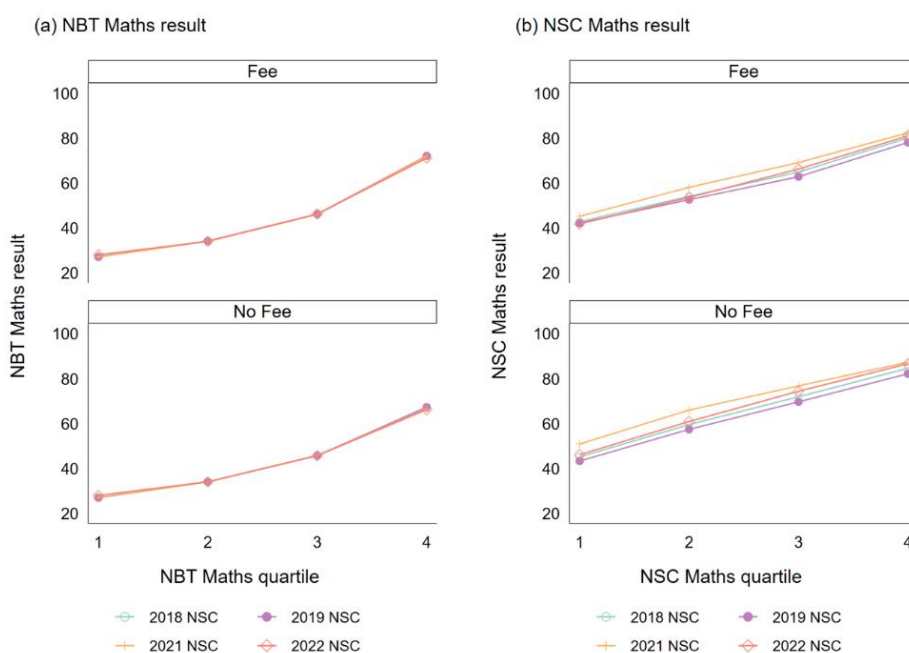 (a) NBT Maths result
Fee
100
80
60
40
20
No Fee
100
80
60
40
20
NBT Maths result
1 2 3 4
NBT Maths quartile
2018 NSC 2019 NSC
2021 NSC 2022 NSC
(b) NSC Maths result
Fee
100
80
60
40
20
No Fee
100
80
60
40
20
NSC Maths result
1 2 3 4
NSC Maths quartile
2018 NSC 2019 NSC
2021 NSC 2022 NSC